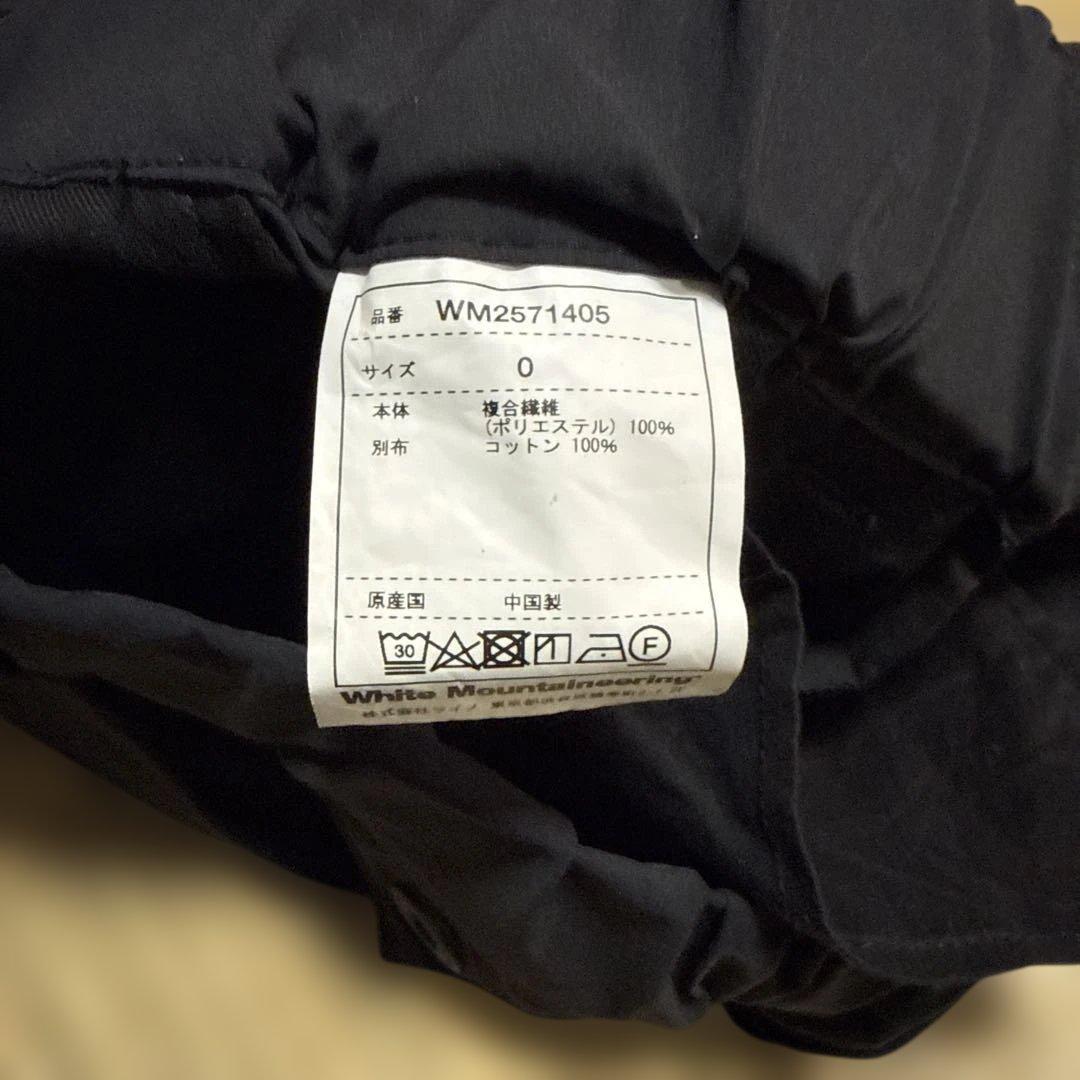 品番 WM2571405
サイズ 0
本体 複合繊維
(ポリエステル) 100%
別布 コットン 100%
原産国 中国製
30 F
White Mountaineering